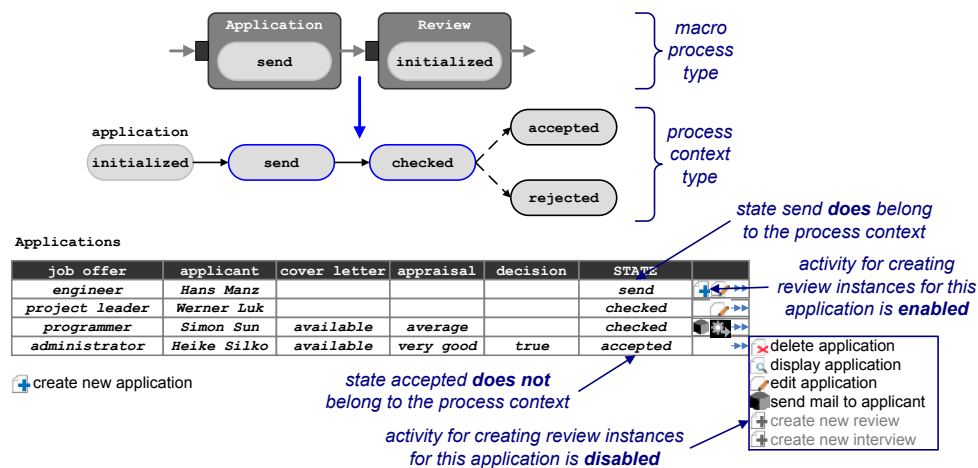 Application
Review
send
initialized
macro
process
type
application
initialized
send
checked
accepted
rejected
process
context
type
state send does belong
to the process context
Applications
job offer applicant cover letter appraisal decision STATE
engineer Hans Manz send
project leader Werner Luk checked
programmer Simon Sun available average checked
administrator Heike Silko available very good true accepted
activity for creating
review instances for this
application is enabled
create new application
state accepted does not
belong to the process context
activity for creating review instances
for this application is disabled
delete application
display application
edit application
send mail to applicant
create new review
create new interview